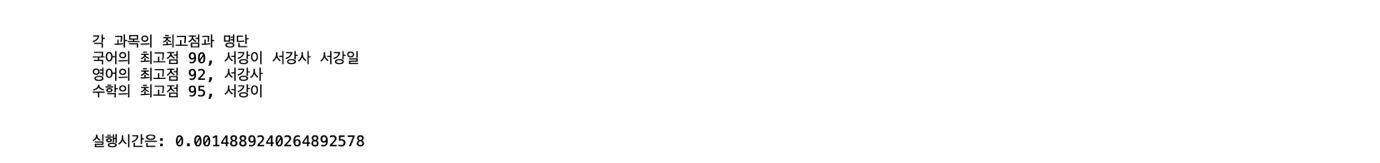 각 과목의 최고점과 명단
국어의 최고점 90, 서강이 서강사 서강일
영어의 최고점 92, 서강사
수학의 최고점 95, 서강이
실행시간은: 0.0014889240264892578